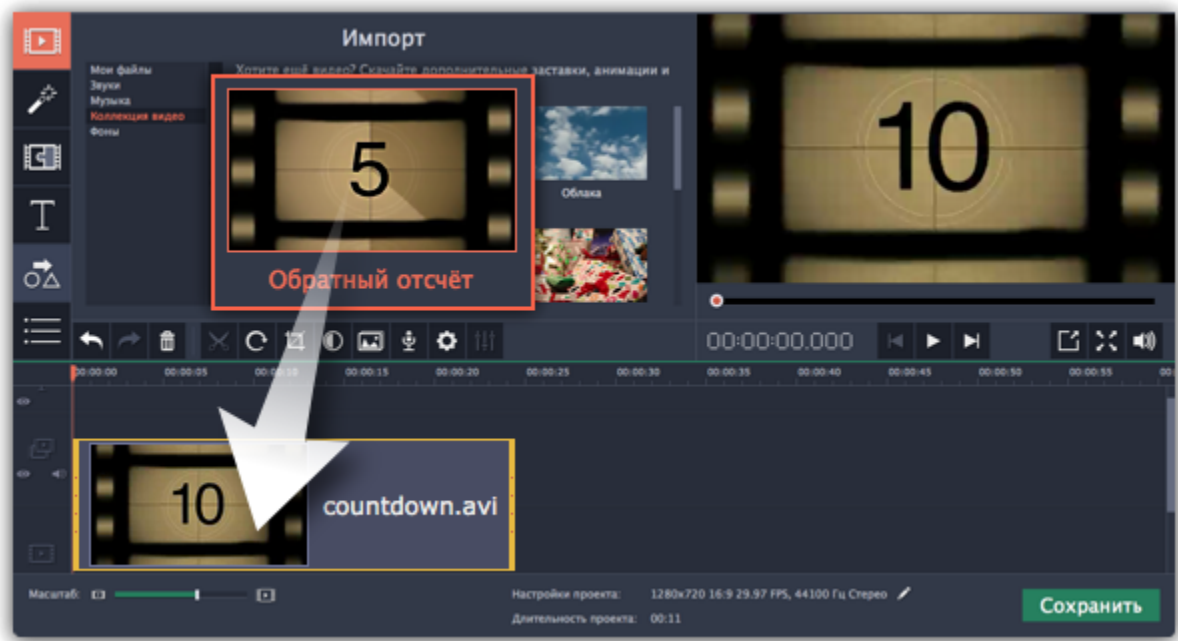 Импорт
Мои файлы
Звуки
Музыка
Коллекция видео
Фоны
Хотите ещё видео? Скачайте дополнительные заставки, анимации и
5
Обратный отсчёт
Облака
10
T
00:00:00.000
00:00:00 00:00:05 00:00:10 00:00:15 00:00:20 00:00:25 00:00:30 00:00:35 00:00:40 00:00:45 00:00:50 00:00:55 00:
10
countdown.avi
Масштаб:
Настройки проекта: 1280x720 16:9 29.97 FPS, 44100 Гц Стерео
Длительность проекта: 00:11
Сохранить